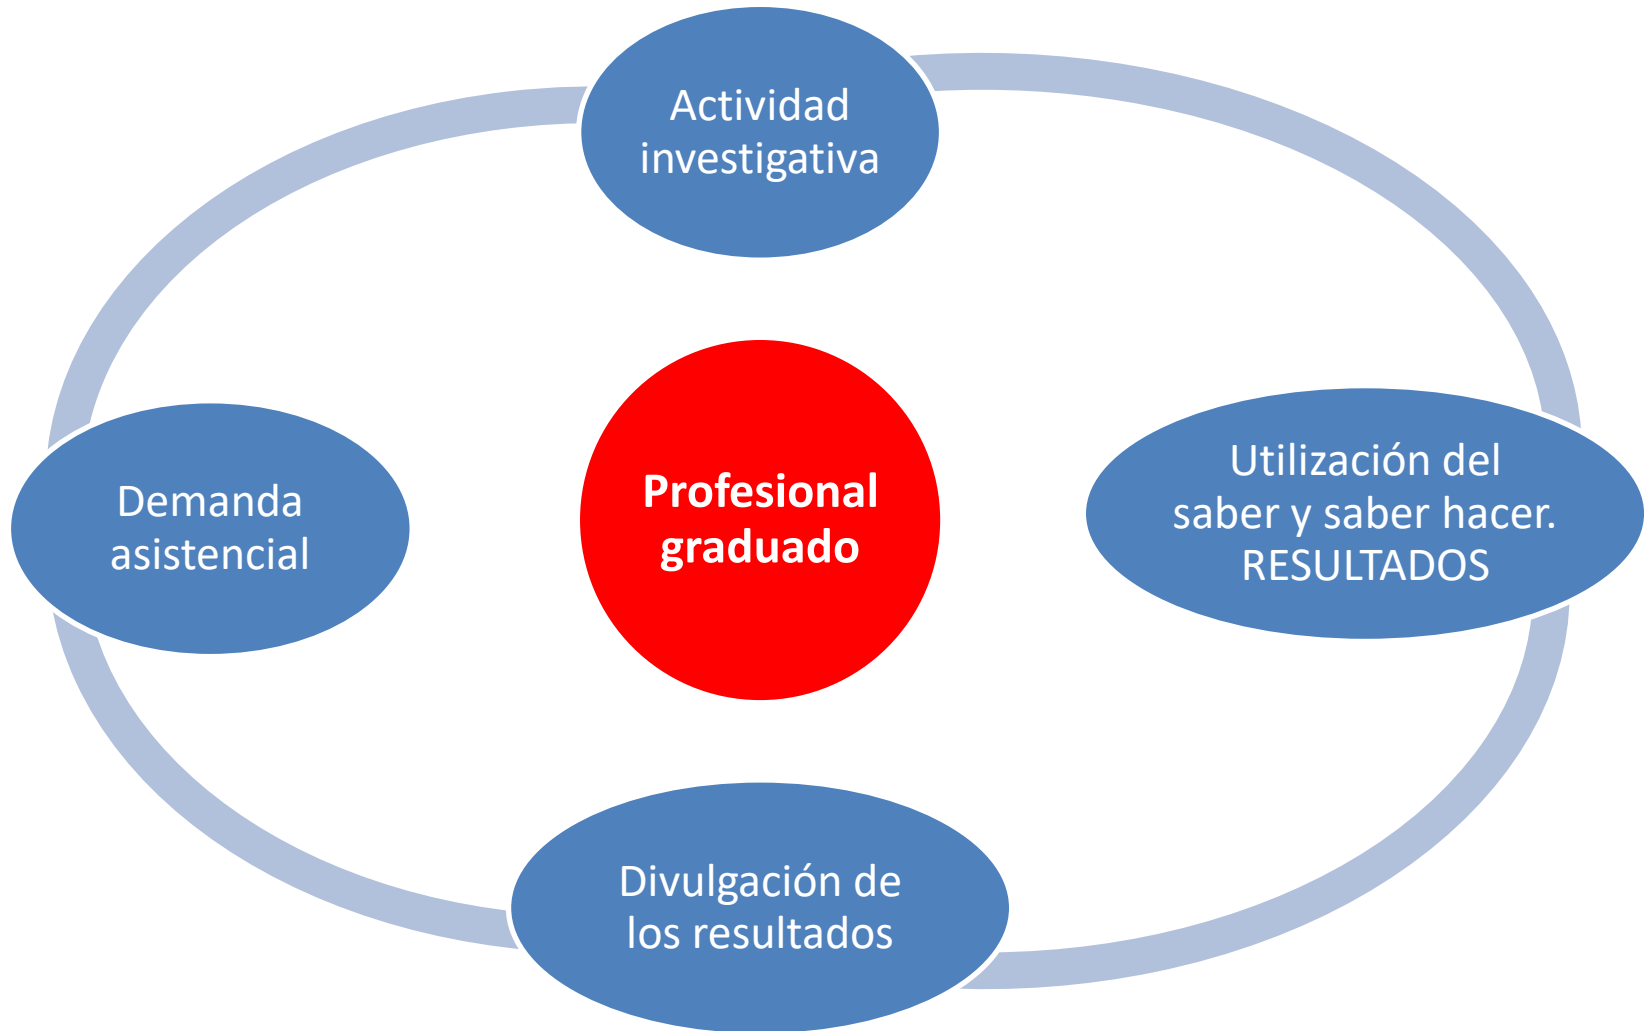 Actividad
investigativa
Demanda
asistencial
Profesional
graduado
Utilización del
saber y saber hacer.
RESULTADOS
Divulgación de
los resultados